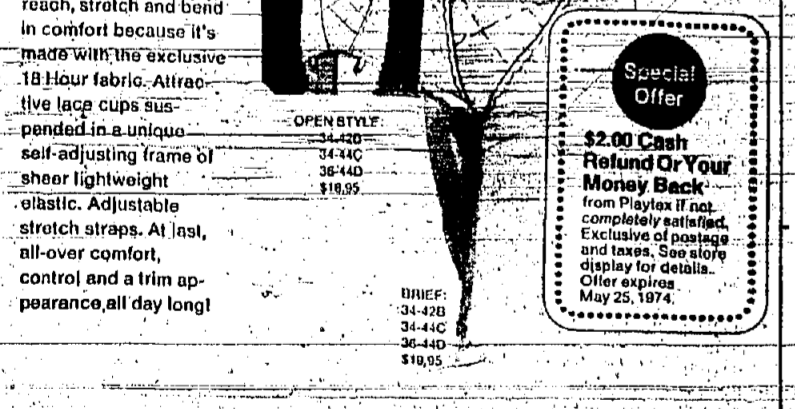 reach, stretch and bend
in comfort because it's
made with the exclusive
18 Hour fabric. Attrac-
tive lace cups sus-
pended in a unique
self-adjusting frame of
sheer lightweight
elastic. Adjustable
stretch straps. At last,
all-over comfort,
control and a trim ap-
pearance, all day long!
OPEN STYLE:
34-42B
34-44C
36-44D
$18.95
BRIEF:
34-42B
34-44C
36-44D
$19.95
Special
Offer
$2.00 Cash
Refund Or Your
Money Back
from Playtex if not
completely satisfied.
Exclusive of postage
and taxes. See store
display for details.
Offer expires
May 25, 1974.